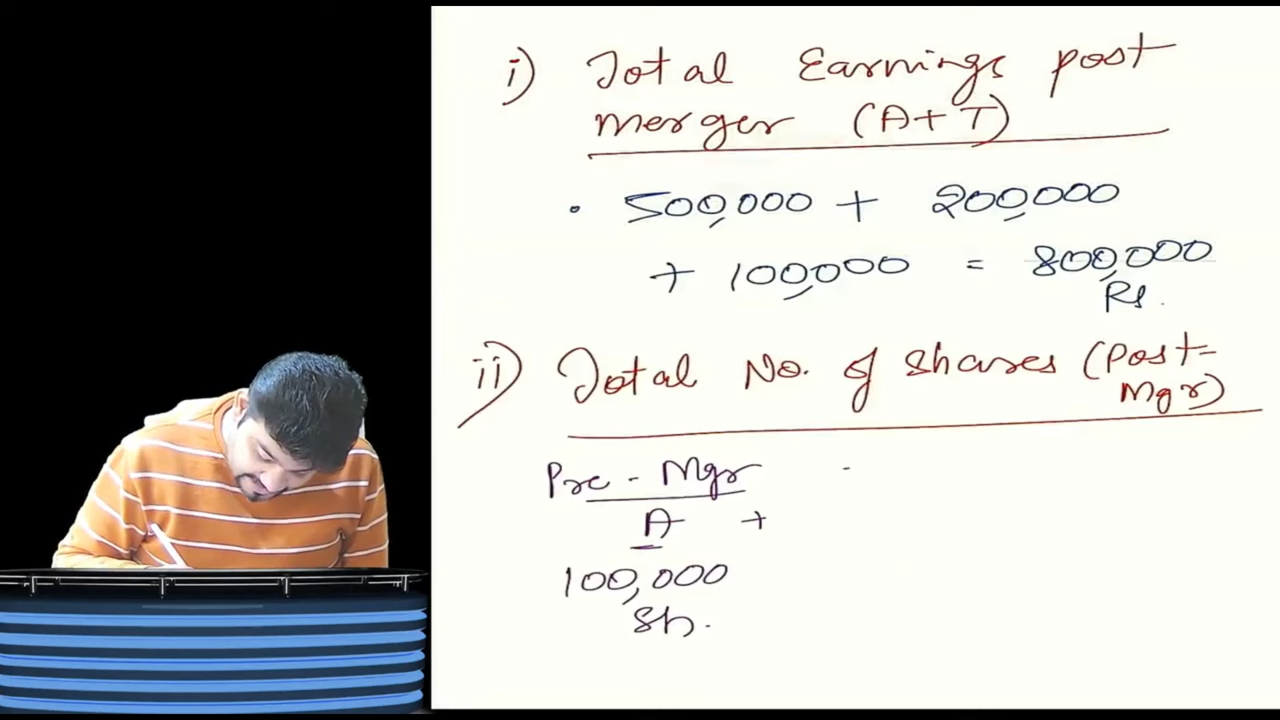 i) Total Earnings post
merger (A+T)
• 500,000 + 200,000
+ 100,000 = 800,000
Rs.
ii) Total No. of shares (Post-
Mgr)
Pre - Mgr -
A +
100,000
Sh.